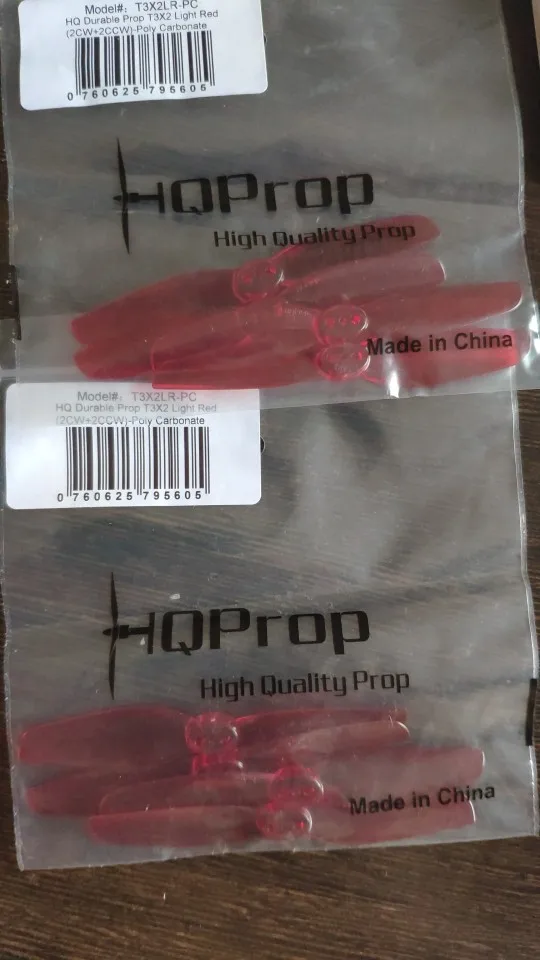 Model#: T3X2LR-PC
HQ Durable Prop T3X2 Light Red
(2CW+2CCW)-Poly Carbonate
0 760625 795605
HQProp
High Quality Prop
Made in China
Model#: T3X2LR-PC
HQ Durable Prop T3X2 Light Red
(2CW+2CCW)-Poly Carbonate
0 760625 795605
HQProp
High Quality Prop
Made in China